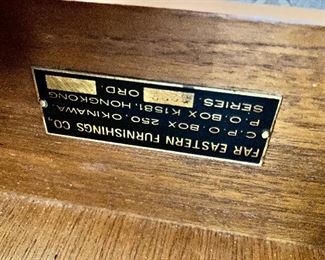 FAR EASTERN FURNISHINGS CO.,
C.P.O. BOX 250. OKINAWA.
P.O.BOX K1581. HONGKONG
SERIES. ORD.